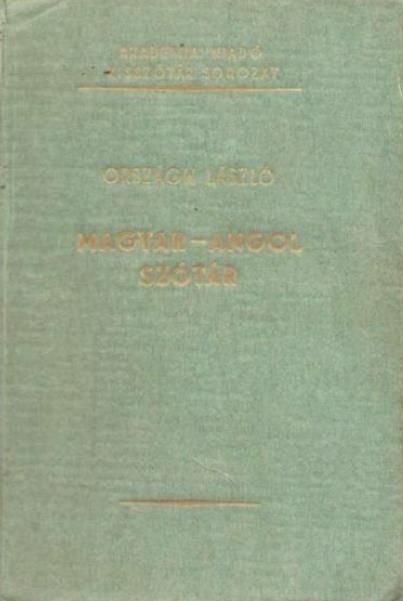 AKADÉMIAI KIADÓ
KISSZÓTÁR SOROZAT
ORSZÁGH LÁSZLÓ
MAGYAR-ANGOL
SZÓTÁR